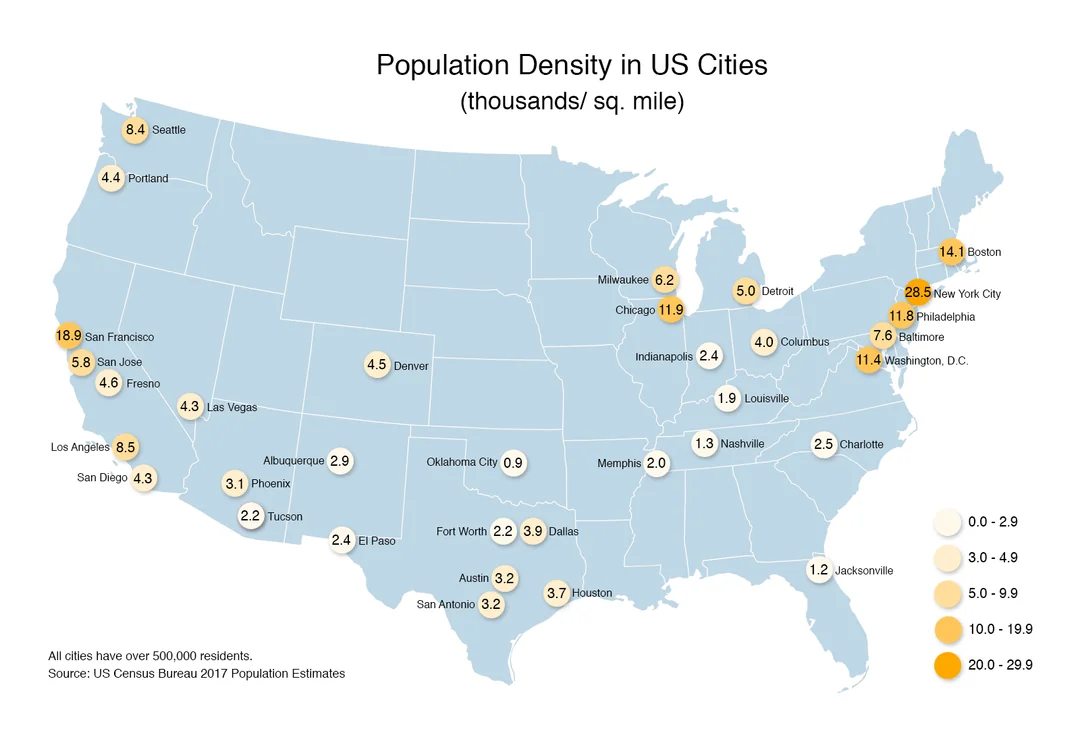 Population Density in US Cities
(thousands/ sq. mile)
8.4 Seattle
4.4 Portland
14.1 Boston
Milwaukee 6.2
5.0 Detroit
28.5 New York City
Chicago 11.9
11.8 Philadelphia
18.9 San Francisco
7.6 Baltimore
4.0 Columbus
Indianapolis 2.4
11.4 Washington, D.C.
5.8 San Jose
4.5 Denver
4.6 Fresno
1.9 Louisville
4.3 Las Vegas
1.3 Nashville
2.5 Charlotte
Los Angeles 8.5
Albuquerque 2.9
Oklahoma City 0.9
Memphis 2.0
San Diego 4.3
3.1 Phoenix
2.2 Tucson
Fort Worth 2.2
3.9 Dallas
2.4 El Paso
1.2 Jacksonville
Austin 3.2
3.7 Houston
San Antonio 3.2
0.0 - 2.9
3.0 - 4.9
5.0 - 9.9
10.0 - 19.9
20.0 - 29.9
All cities have over 500,000 residents.
Source: US Census Bureau 2017 Population Estimates